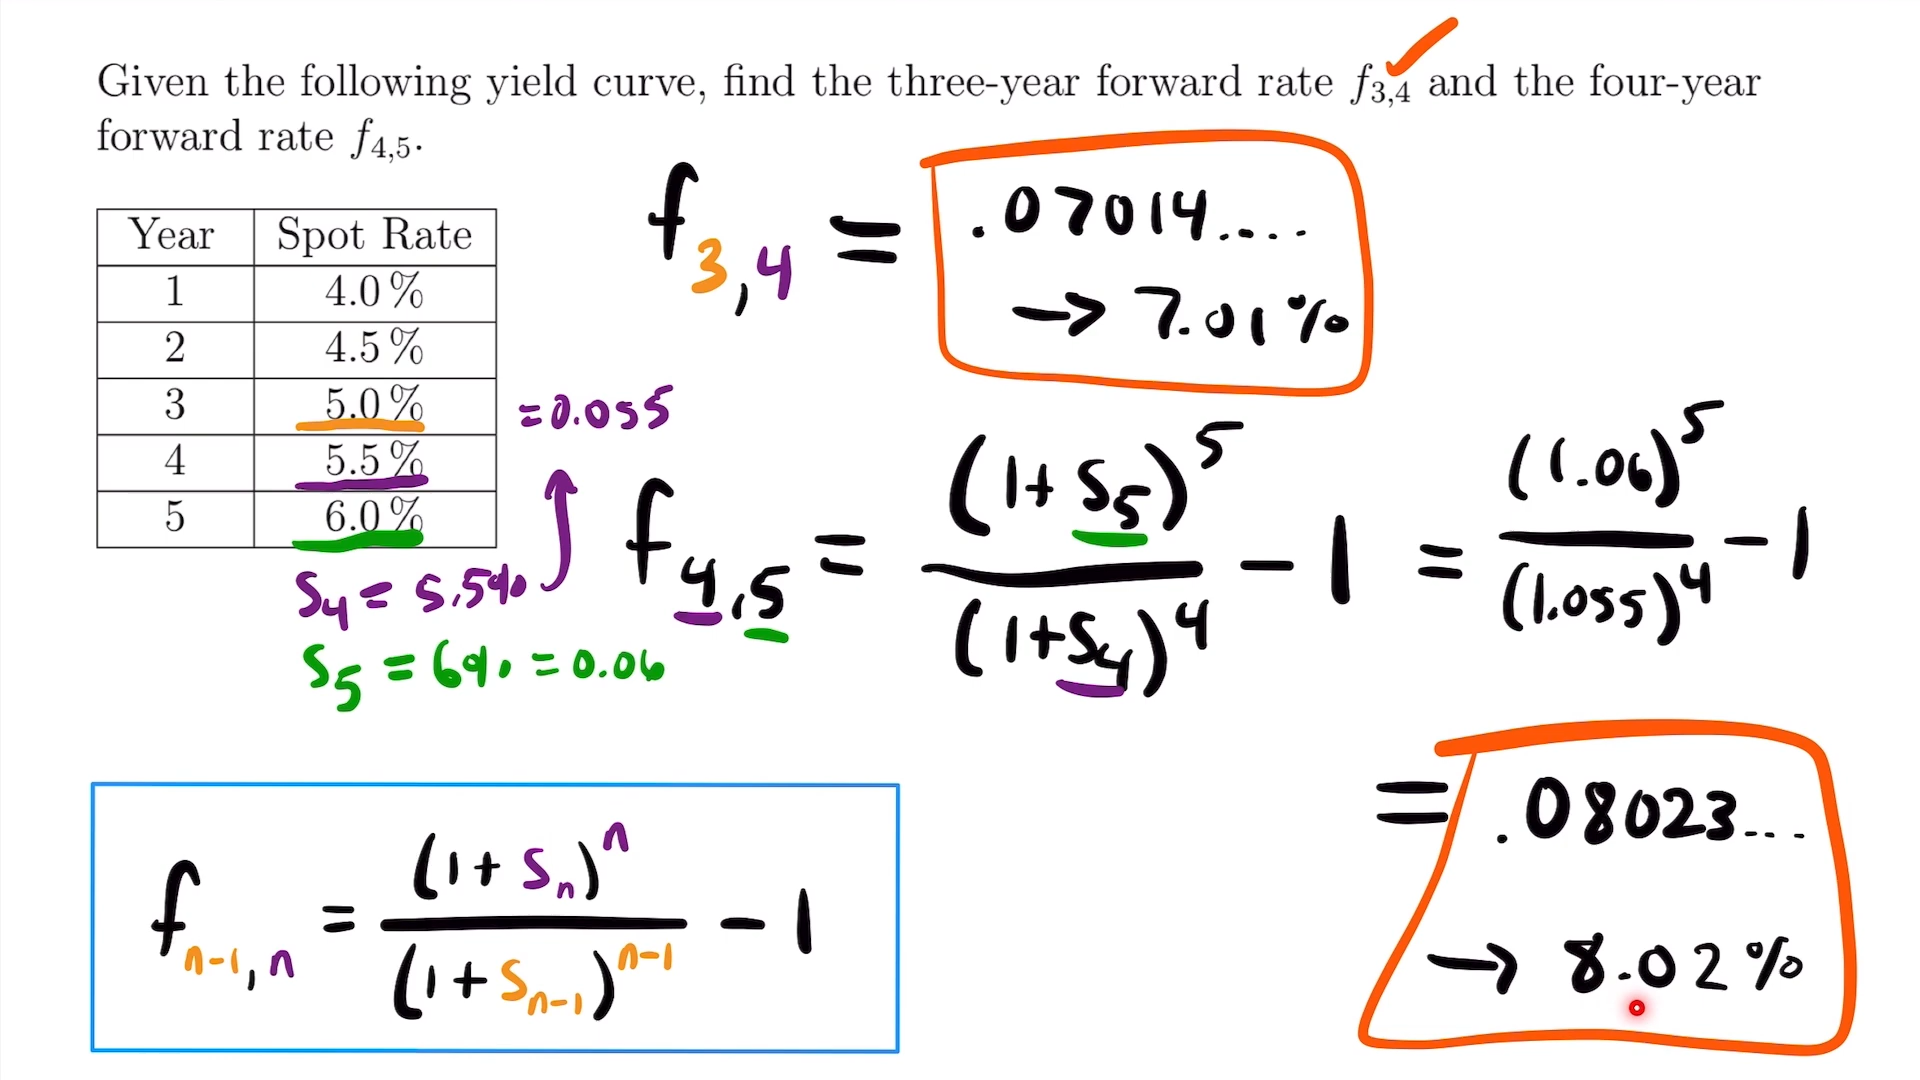 Given the following yield curve, find the three-year forward rate f₃,₄ and the four-year
forward rate f₄,₅.
Year Spot Rate
1 4.0 %
2 4.5 %
3 5.0 %
4 5.5 %
5 6.0 %
f₃,₄ = .07014....
→ 7.01%
= 0.055
S₄ = 5.5%
S₅ = 6% = 0.06
f₄,₅ = (1+S₅)⁵ / (1+S₄)⁴ − 1 = (1.06)⁵ / (1.055)⁴ − 1
= .08023...
→ 8.02%
fₙ₋₁,ₙ = (1+Sₙ)ⁿ / (1+Sₙ₋₁)ⁿ⁻¹ − 1